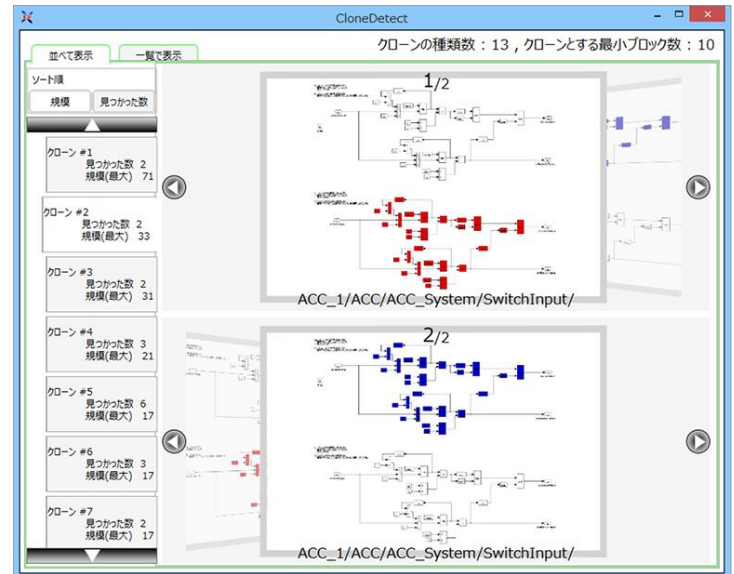 CloneDetect
クローンの種類数 : 13 , クローンとする最小ブロック数 : 10
並べて表示
一覧で表示
ソート順
規模
見つかった数
クローン #1
見つかった数 2
規模(最大) 71
クローン #2
見つかった数 2
規模(最大) 33
クローン #3
見つかった数 2
規模(最大) 31
クローン #4
見つかった数 3
規模(最大) 21
クローン #5
見つかった数 6
規模(最大) 17
クローン #6
見つかった数 3
規模(最大) 17
クローン #7
見つかった数 2
規模(最大) 17
1/2
ACC_1/ACC/ACC_System/SwitchInput/
2/2
ACC_1/ACC/ACC_System/SwitchInput/